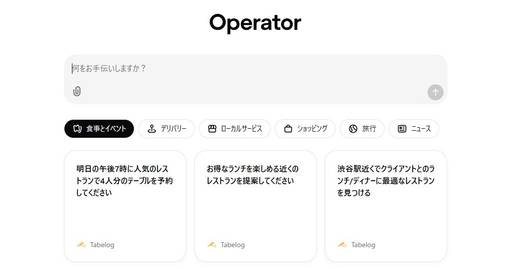 Operator
何をお手伝いしますか？
食事とイベント
デリバリー
ローカルサービス
ショッピング
旅行
ニュース
明日の午後7時に人気のレス
トランで4人分のテーブルを予約
してください
Tabelog
お得なランチを楽しめる近くの
レストランを提案してください
Tabelog
渋谷駅近くでクライアントとのラ
ンチ/ディナーに最適なレストラン
を見つける
Tabelog